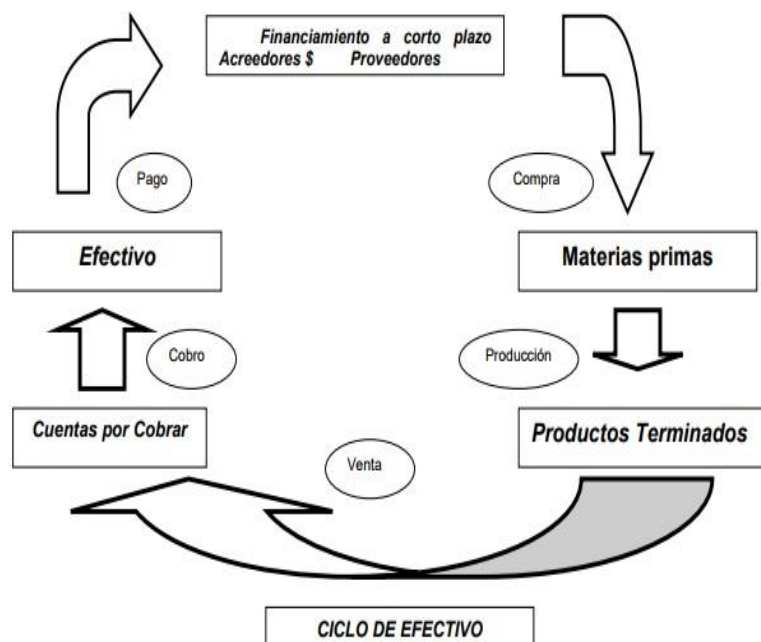 Financiamiento a corto plazo
Acreedores $ Proveedores
Pago
Compra
Efectivo
Materias primas
Cobro
Producción
Cuentas por Cobrar
Productos Terminados
Venta
CICLO DE EFECTIVO